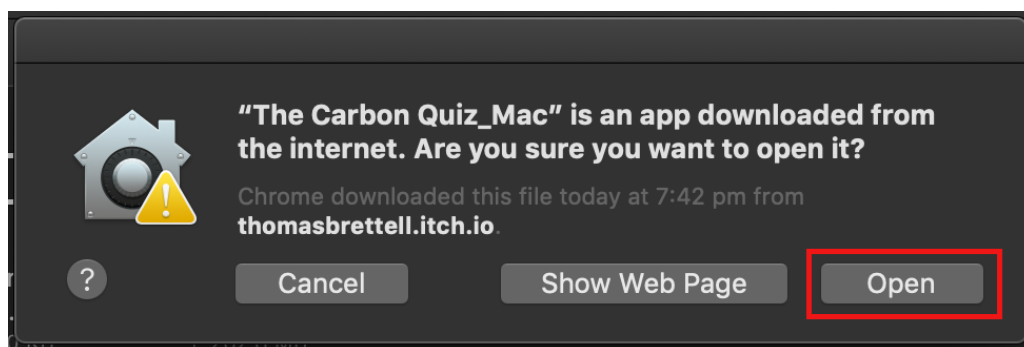 “The Carbon Quiz_Mac” is an app downloaded from
the internet. Are you sure you want to open it?
Chrome downloaded this file today at 7:42 pm from
thomasbrettell.itch.io.
?
Cancel
Show Web Page
Open